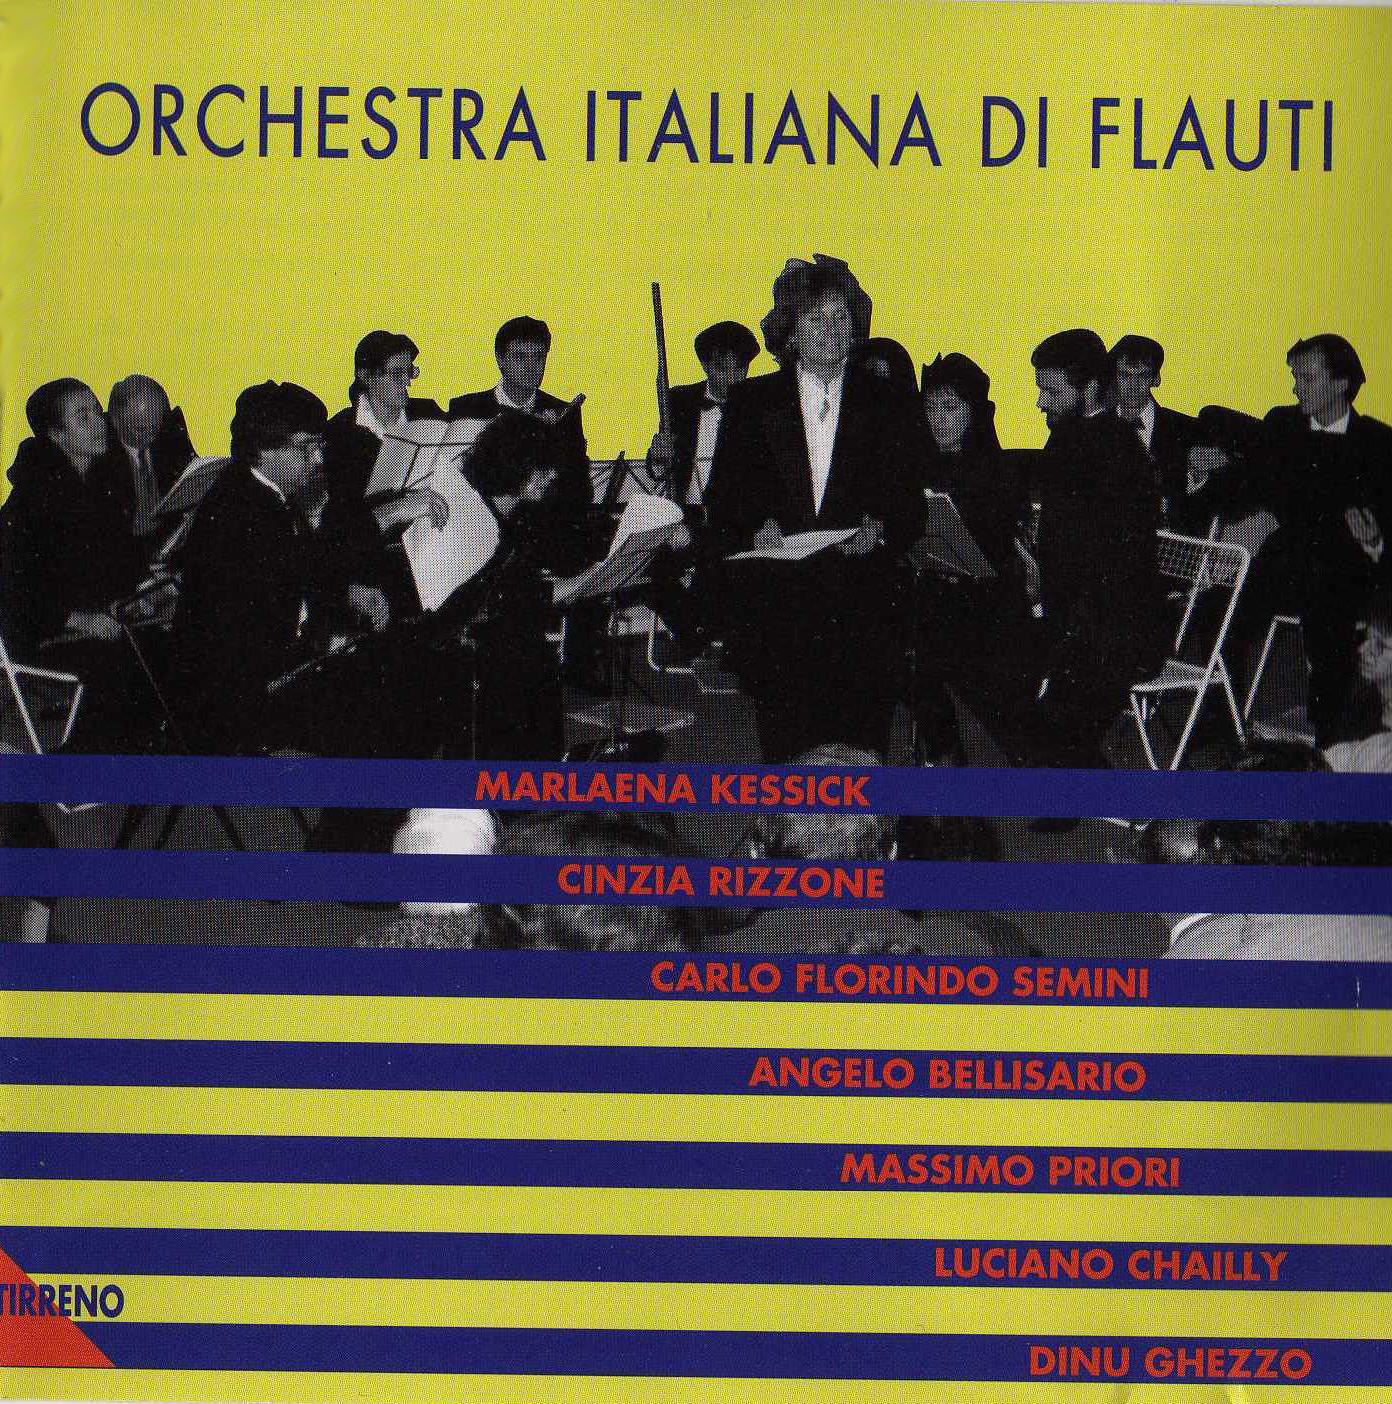 ORCHESTRA ITALIANA DI FLAUTI
MARLAENA KESSICK
CINZIA RIZZONE
CARLO FLORINDO SEMINI
ANGELO BELLISARIO
MASSIMO PRIORI
LUCIANO CHAILLY
TIRRENO
DINU GHEZZO